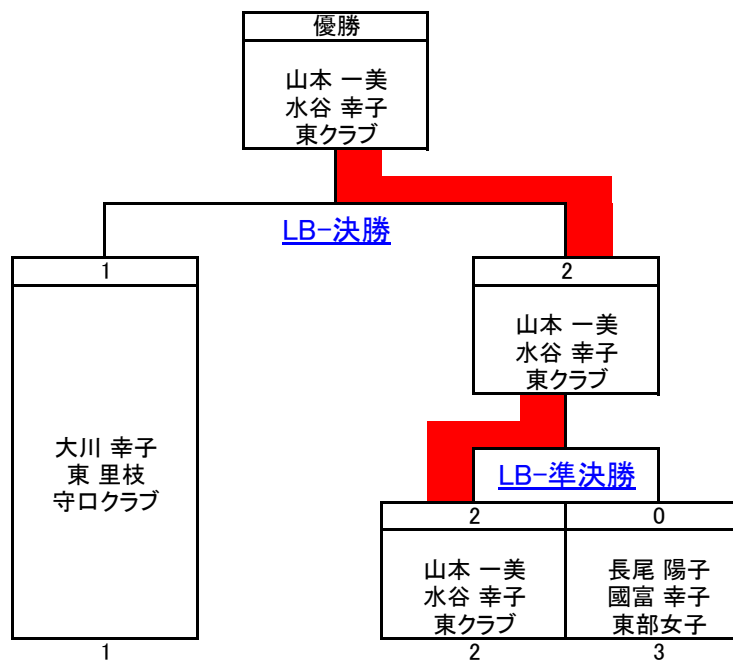 優勝
山本 一美
水谷 幸子
東クラブ
LB-決勝
1
大川 幸子
東 里枝
守口クラブ
1
2
山本 一美
水谷 幸子
東クラブ
LB-準決勝
2
山本 一美
水谷 幸子
東クラブ
2
0
長尾 陽子
國富 幸子
東部女子
3